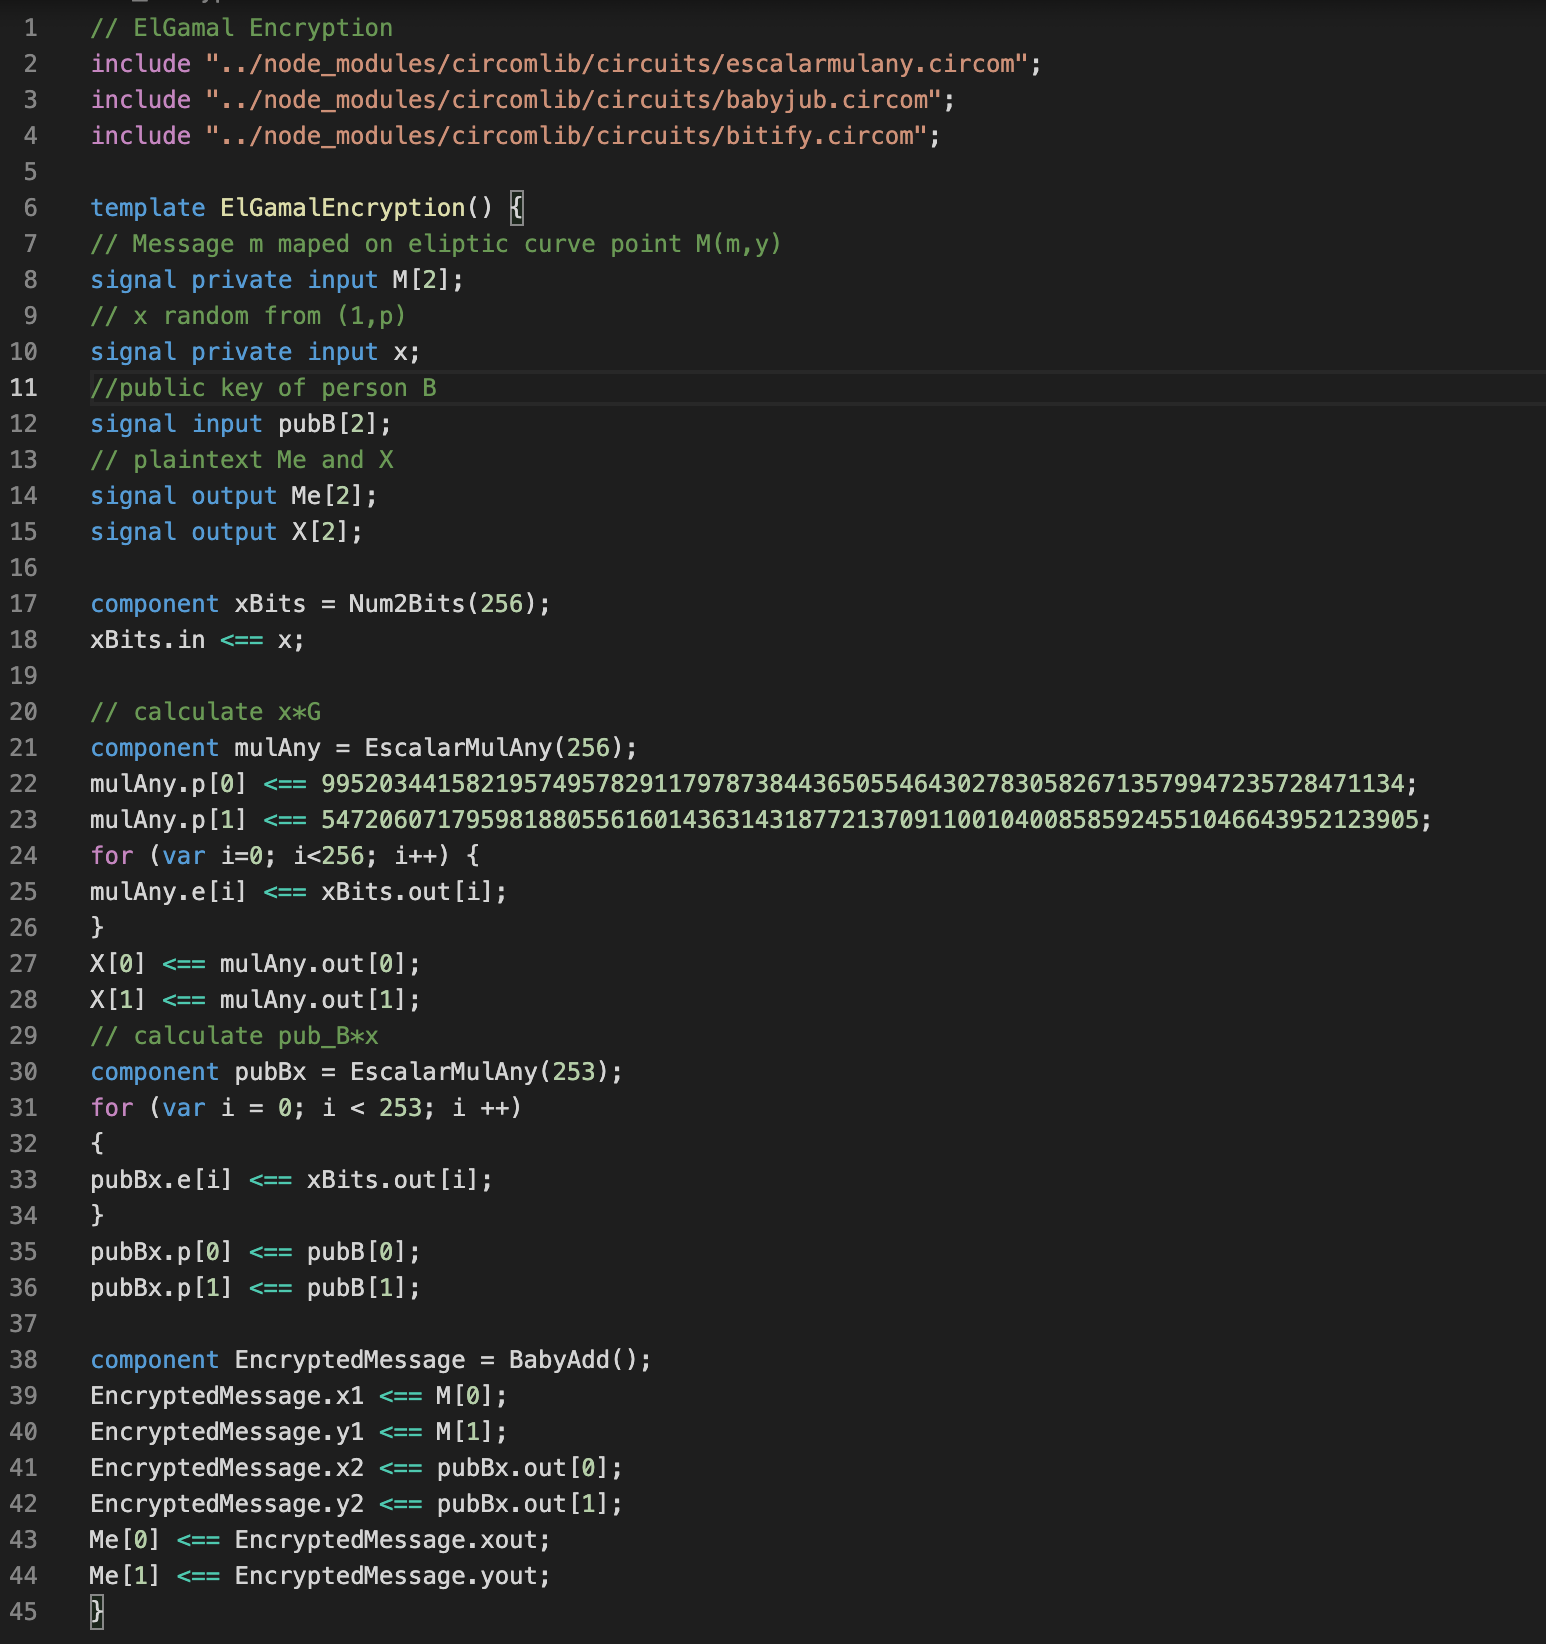 1 // ElGamal Encryption
2 include "../node_modules/circomlib/circuits/escalarmulany.circom";
3 include "../node_modules/circomlib/circuits/babyjub.circom";
4 include "../node_modules/circomlib/circuits/bitify.circom";
5
6 template ElGamalEncryption() {
7 // Message m maped on eliptic curve point M(m,y)
8 signal private input M[2];
9 // x random from (1,p)
10 signal private input x;
11 //public key of person B
12 signal input pubB[2];
13 // plaintext Me and X
14 signal output Me[2];
15 signal output X[2];
16
17 component xBits = Num2Bits(256);
18 xBits.in <== x;
19
20 // calculate x*G
21 component mulAny = EscalarMulAny(256);
22 mulAny.p[0] <== 995203441582195749578291179787384436505546430278305826713579947235728471134;
23 mulAny.p[1] <== 5472060717959818805561601436314318772137091100104008585924551046643952123905;
24 for (var i=0; i<256; i++) {
25 mulAny.e[i] <== xBits.out[i];
26 }
27 X[0] <== mulAny.out[0];
28 X[1] <== mulAny.out[1];
29 // calculate pub_B*x
30 component pubBx = EscalarMulAny(253);
31 for (var i = 0; i < 253; i ++)
32 {
33 pubBx.e[i] <== xBits.out[i];
34 }
35 pubBx.p[0] <== pubB[0];
36 pubBx.p[1] <== pubB[1];
37
38 component EncryptedMessage = BabyAdd();
39 EncryptedMessage.x1 <== M[0];
40 EncryptedMessage.y1 <== M[1];
41 EncryptedMessage.x2 <== pubBx.out[0];
42 EncryptedMessage.y2 <== pubBx.out[1];
43 Me[0] <== EncryptedMessage.xout;
44 Me[1] <== EncryptedMessage.yout;
45 }